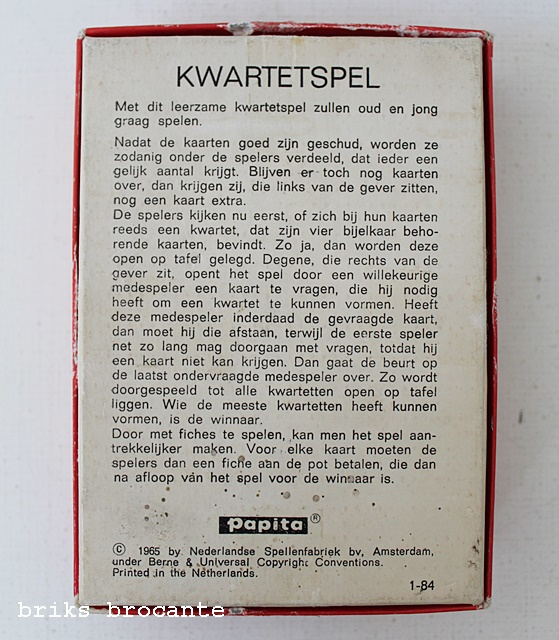 KWARTETSPEL
Met dit leerzame kwartetspel zullen oud en jong
graag spelen.
Nadat de kaarten goed zijn geschud, worden ze
zodanig onder de spelers verdeeld, dat ieder een
gelijk aantal krijgt. Blijven er toch nog kaarten
over, dan krijgen zij, die links van de gever zitten,
nog een kaart extra.
De spelers kijken nu eerst, of zich bij hun kaarten
reeds een kwartet, dat zijn vier bijelkaar beho-
rende kaarten, bevindt. Zo ja, dan worden deze
open op tafel gelegd. Degene, die rechts van de
gever zit, opent het spel door een willekeurige
medespeler een kaart te vragen, die hij nodig
heeft om een kwartet te kunnen vormen. Heeft
deze medespeler inderdaad de gevraagde kaart,
dan moet hij die afstaan, terwijl de eerste speler
net zo lang mag doorgaan met vragen, totdat hij
een kaart niet kan krijgen. Dan gaat de beurt op
de laatst ondervraagde medespeler over. Zo wordt
doorgespeeld tot alle kwartetten open op tafel
liggen. Wie de meeste kwartetten heeft kunnen
vormen, is de winnaar.
Door met fiches te spelen, kan men het spel aan-
trekkelijker maken. Voor elke kaart moeten de
spelers dan een fiche aan de pot betalen, die dan
na afloop van het spel voor de winnaar is.
Papita ®
© 1965 by Nederlandse Spellenfabriek bv, Amsterdam,
under Berne & Universal Copyright Conventions.
Printed in the Netherlands.
1-84
briks brocante